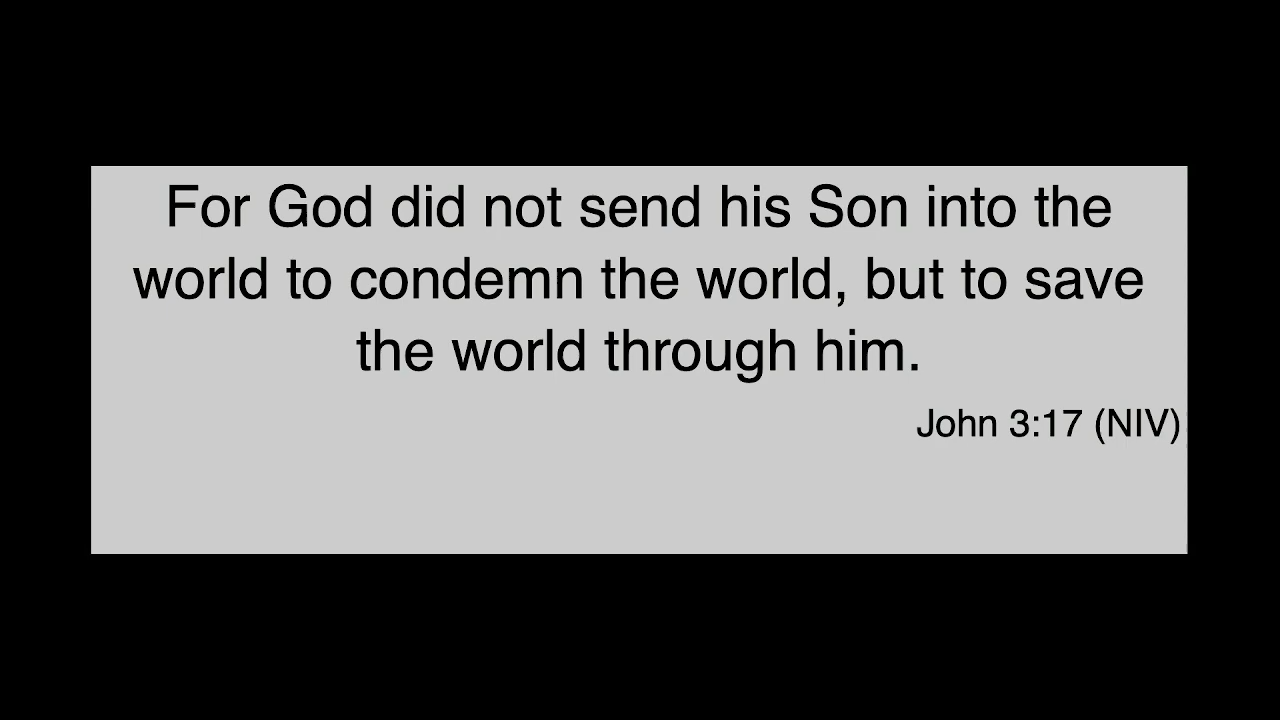 For God did not send his Son into the
world to condemn the world, but to save
the world through him.
John 3:17 (NIV)